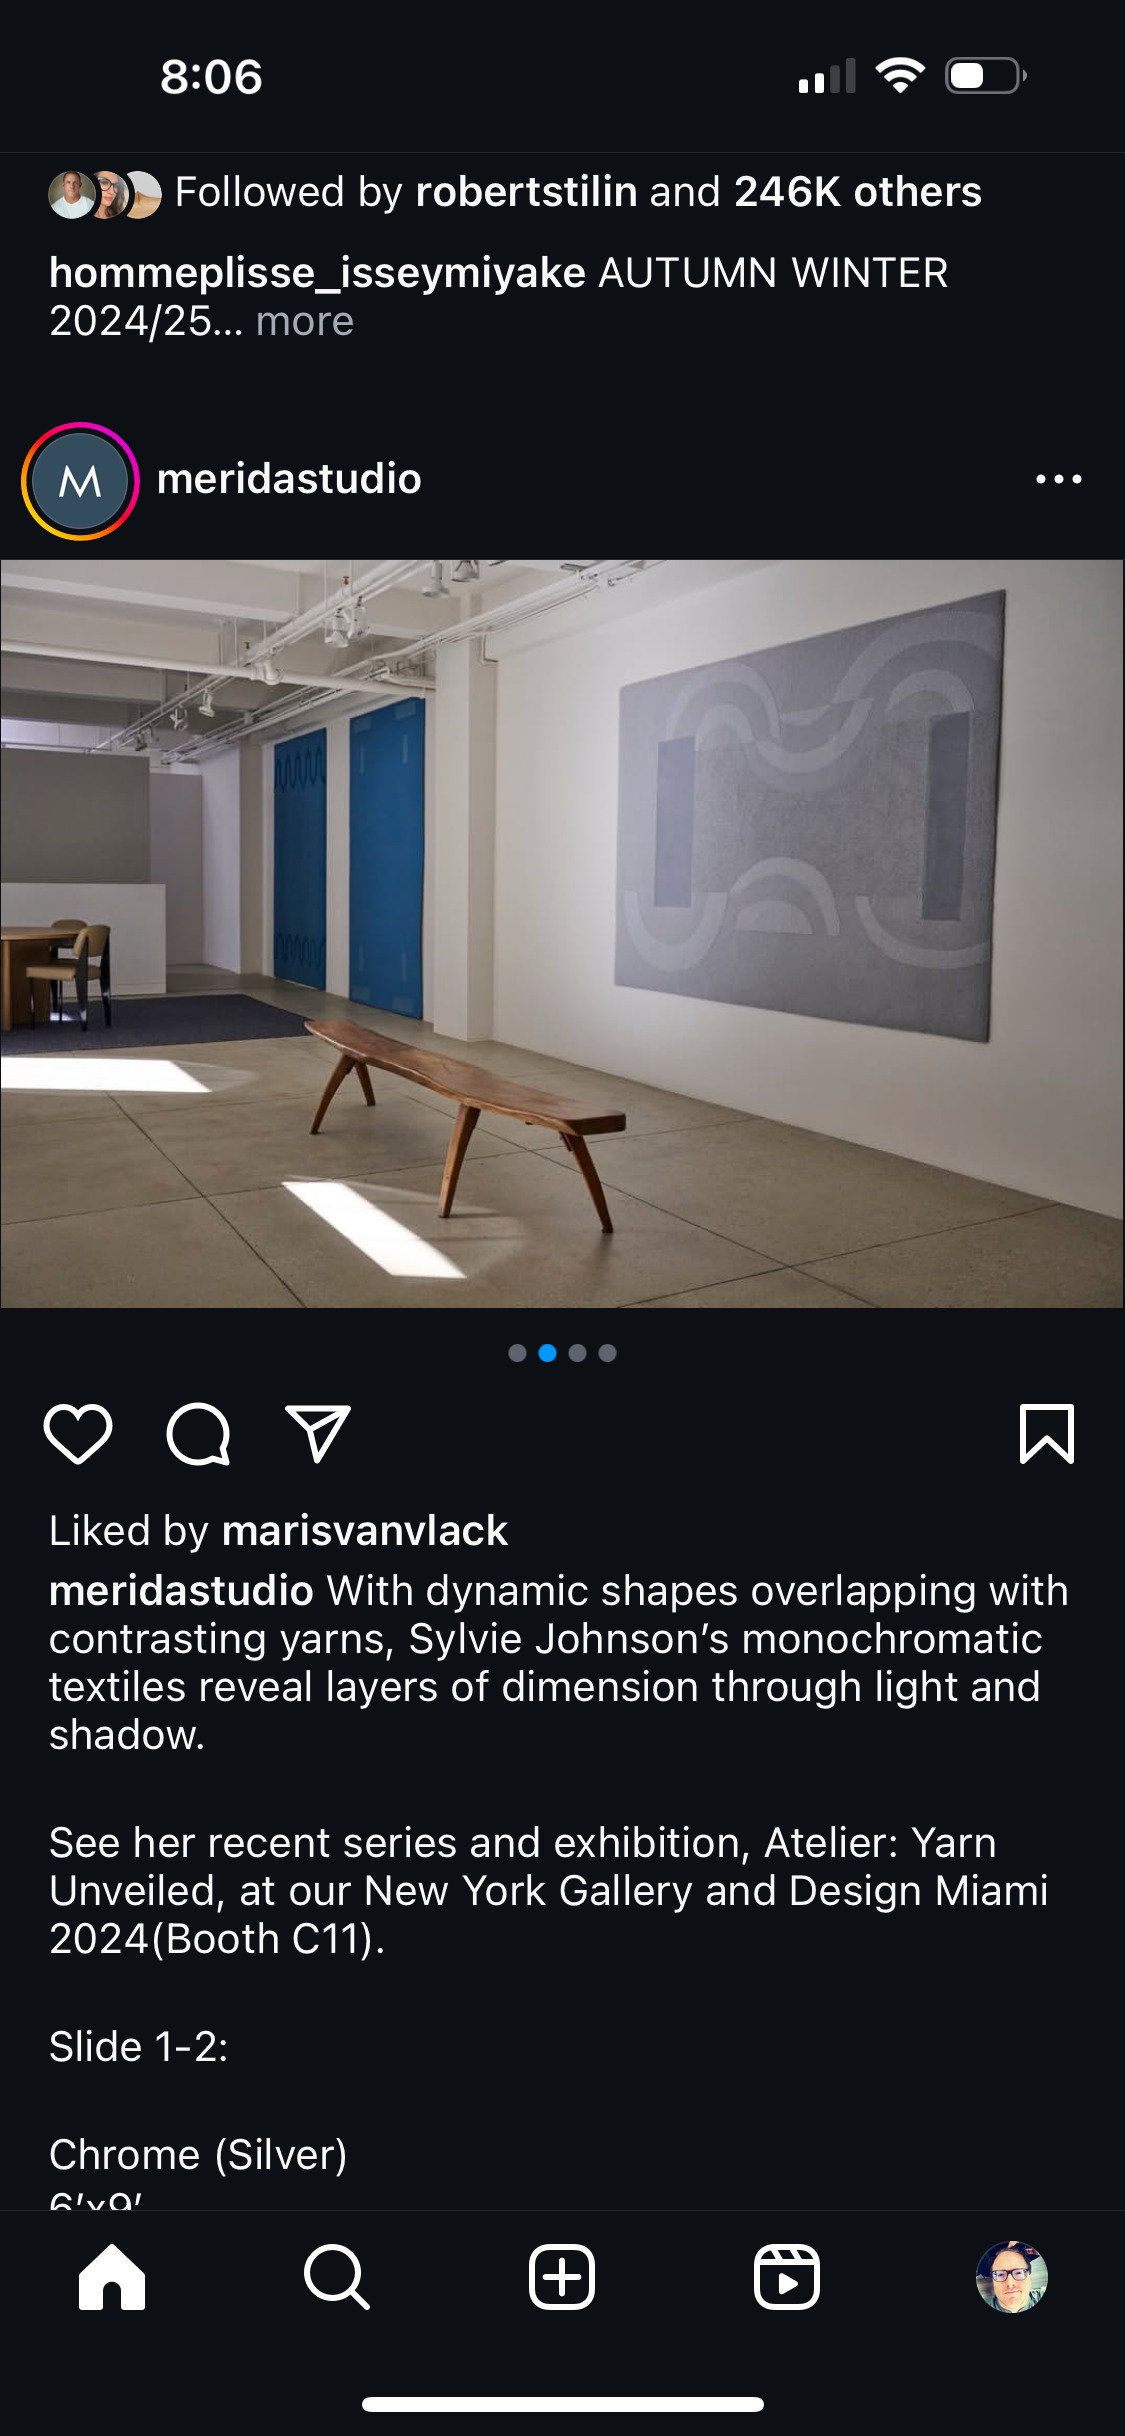 8:06
Followed by robertstilin and 246K others
hommeplisse_isseymiyake AUTUMN WINTER
2024/25... more
M
meridastudio
Liked by marisvanvlack
meridastudio With dynamic shapes overlapping with
contrasting yarns, Sylvie Johnson’s monochromatic
textiles reveal layers of dimension through light and
shadow.
See her recent series and exhibition, Atelier: Yarn
Unveiled, at our New York Gallery and Design Miami
2024(Booth C11).
Slide 1-2:
Chrome (Silver)
6’x9’